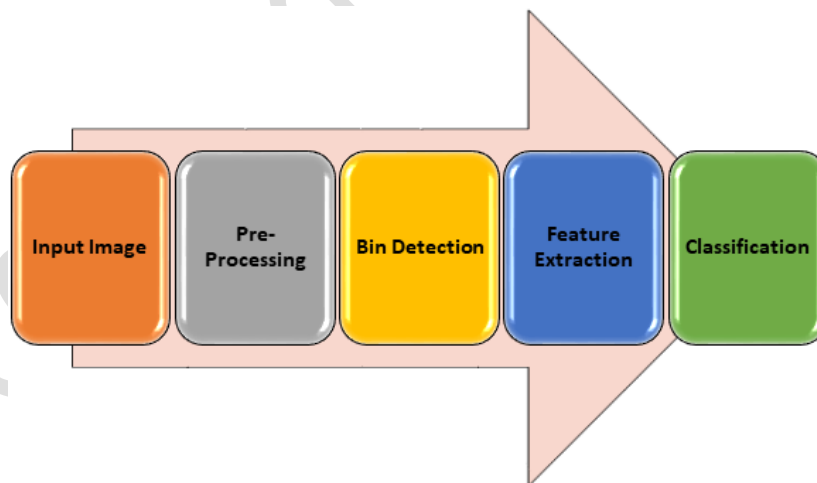 Input Image
Pre-
Processing
Bin Detection
Feature
Extraction
Classification